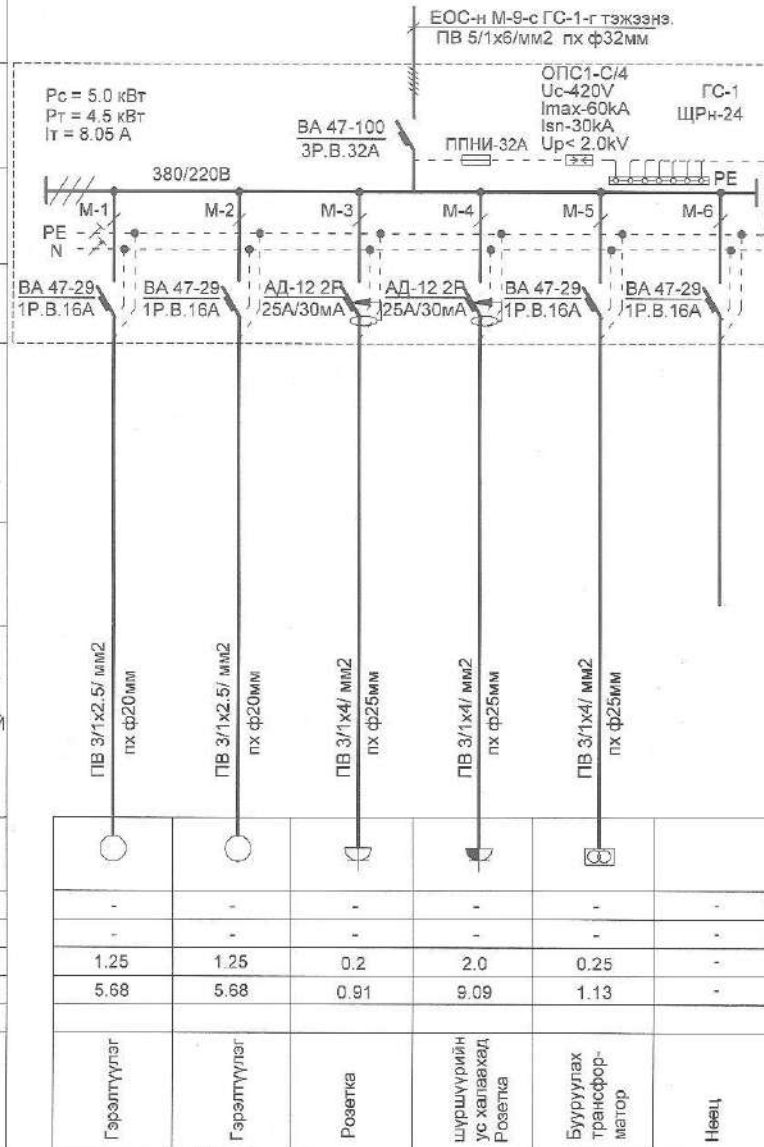 ЕОС-н М-9-с ГС-1-г тэжээнэ.
ПВ 5/1х6/мм2 пх ф32мм
Рс = 5.0 кВт
Рт = 4.5 кВт
Iт = 8.05 А
ВА 47-100
3Р.В.32А
ППНИ-32А
ОПС1-С/4
Uc-420V
Imax-60kA
Isn-30kA
Up< 2.0kV
ГС-1
ЩРн-24
380/220В
PE
М-1
М-2
М-3
М-4
М-5
М-6
PE
N
ВА 47-29
1Р.В.16А
ВА 47-29
1Р.В.16А
АД-12 2Р
25А/30мА
АД-12 2Р
25А/30мА
ВА 47-29
1Р.В.16А
ВА 47-29
1Р.В.16А
ПВ 3/1х2.5/ мм2
пх ф20мм
ПВ 3/1х2.5/ мм2
пх ф20мм
ПВ 3/1х4/ мм2
пх ф25мм
ПВ 3/1х4/ мм2
пх ф25мм
ПВ 3/1х4/ мм2
пх ф25мм
- - - - - -
- - - - - -
1.25 1.25 0.2 2.0 0.25 -
5.68 5.68 0.91 9.09 1.13 -
Гэрэлтүүлэг
Гэрэлтүүлэг
Розетка
шүршүүрийн
ус халаахад
Розетка
Бууруулах
трансфор-
матор
Нөөц